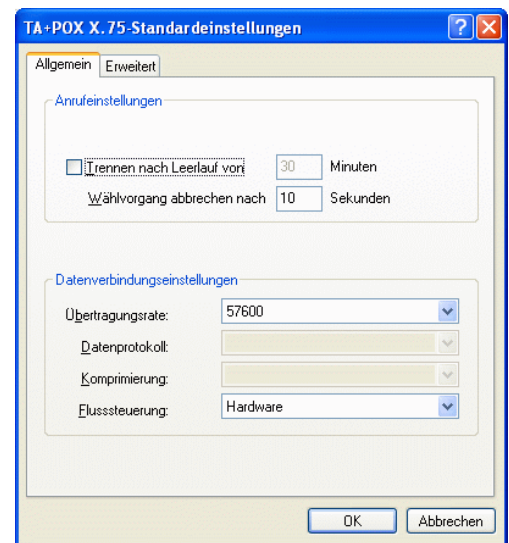 TA+POX X.75-Standardeinstellungen
Allgemein Erweitert
Anrufeinstellungen
Trennen nach Leerlauf von 30 Minuten
Wählvorgang abbrechen nach 10 Sekunden
Datenverbindungseinstellungen
Übertragungsrate: 57600
Datenprotokoll:
Komprimierung:
Flusssteuerung: Hardware
OK Abbrechen